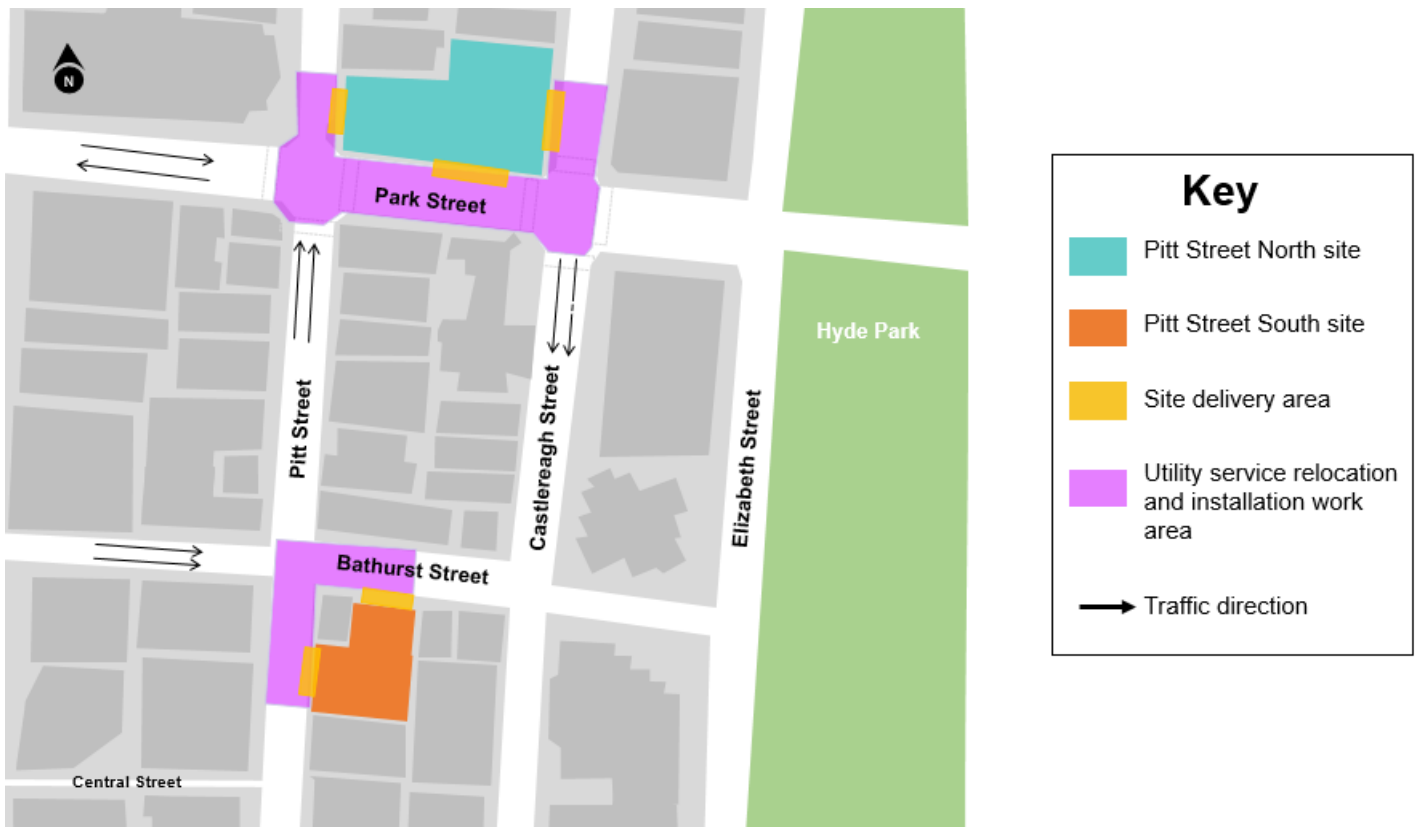 N
Park Street
Hyde Park
Pitt Street
Castlereagh Street
Elizabeth Street
Bathurst Street
Central Street
Key
Pitt Street North site
Pitt Street South site
Site delivery area
Utility service relocation
and installation work
area
Traffic direction